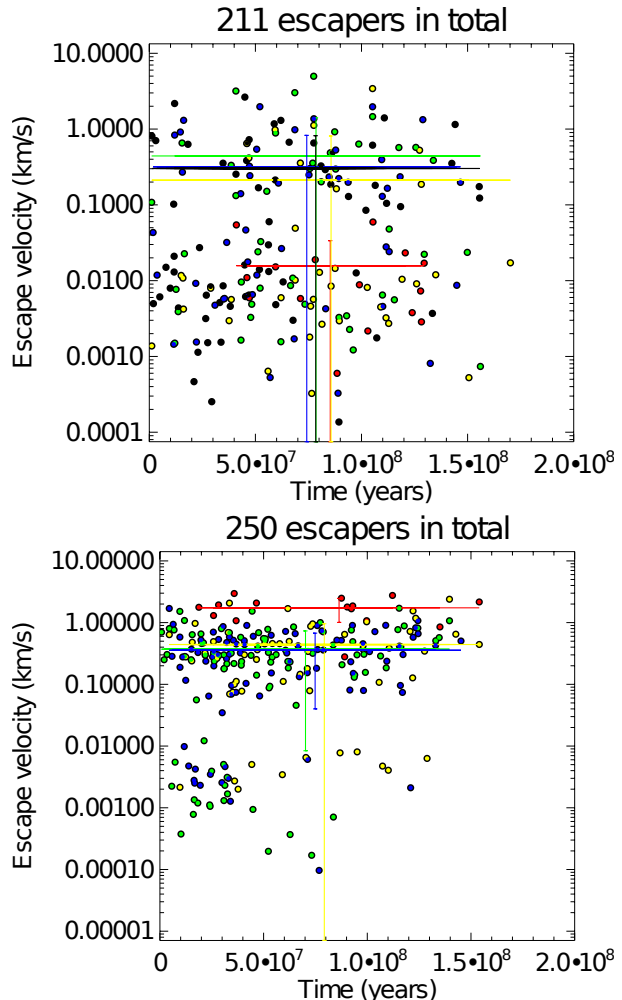 211 escapers in total
10.0000
1.0000
0.1000
0.0100
0.0010
0.0001
Escape velocity (km/s)
0 5.0•10⁷ 1.0•10⁸ 1.5•10⁸ 2.0•10⁸
Time (years)
250 escapers in total
10.00000
1.00000
0.10000
0.01000
0.00100
0.00010
0.00001
Escape velocity (km/s)
0 5.0•10⁷ 1.0•10⁸ 1.5•10⁸ 2.0•10⁸
Time (years)